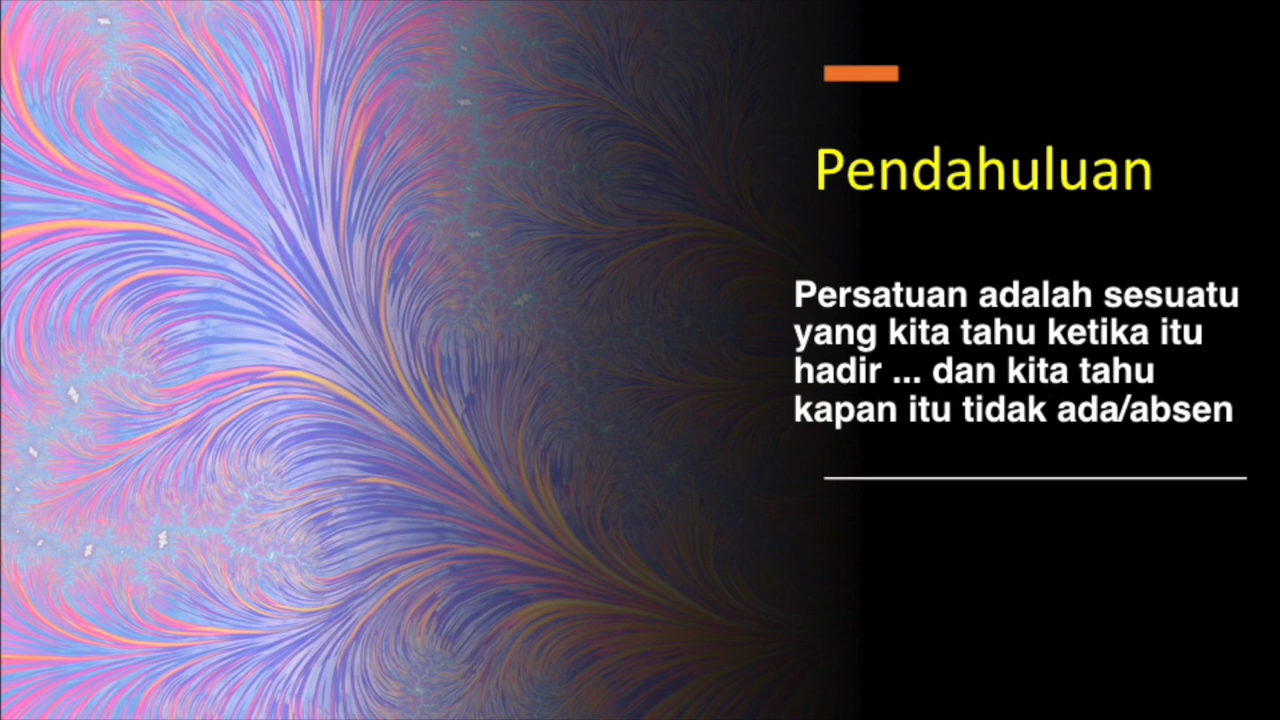 Pendahuluan
Persatuan adalah sesuatu
yang kita tahu ketika itu
hadir ... dan kita tahu
kapan itu tidak ada/absen